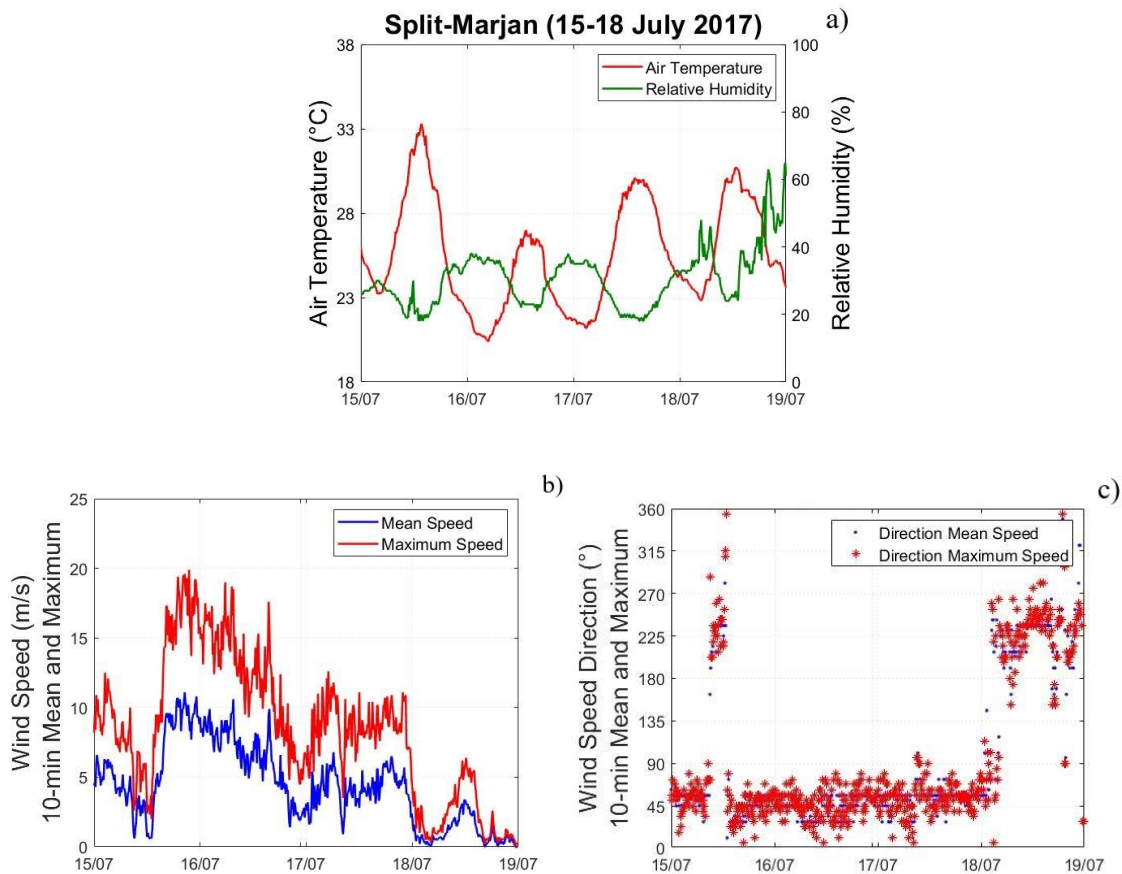 Split-Marjan (15-18 July 2017)
a)
Air Temperature
Relative Humidity
Air Temperature (°C)
38
33
28
23
18
Relative Humidity (%)
100
80
60
40
20
0
15/07 16/07 17/07 18/07 19/07
b)
Mean Speed
Maximum Speed
Wind Speed (m/s)
10-min Mean and Maximum
25
20
15
10
5
0
15/07 16/07 17/07 18/07 19/07
c)
Direction Mean Speed
Direction Maximum Speed
Wind Speed Direction (°)
10-min Mean and Maximum
360
315
270
225
180
135
90
45
0
15/07 16/07 17/07 18/07 19/07